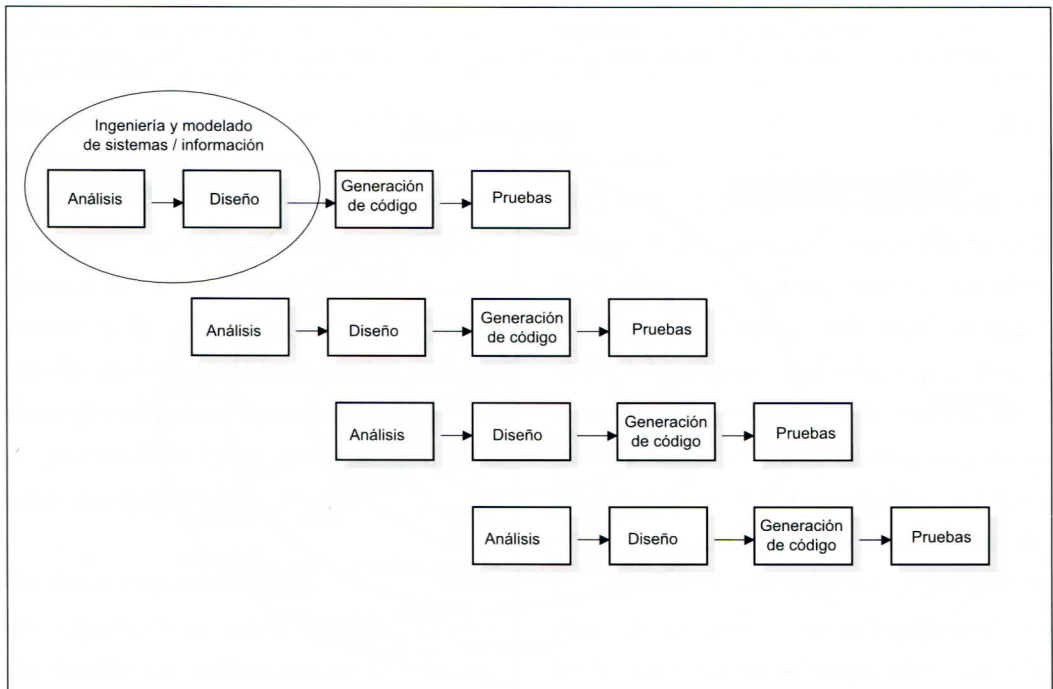 Ingeniería y modelado
de sistemas / información
Análisis
Diseño
Generación
de código
Pruebas
Análisis
Diseño
Generación
de código
Pruebas
Análisis
Diseño
Generación
de código
Pruebas
Análisis
Diseño
Generación
de código
Pruebas